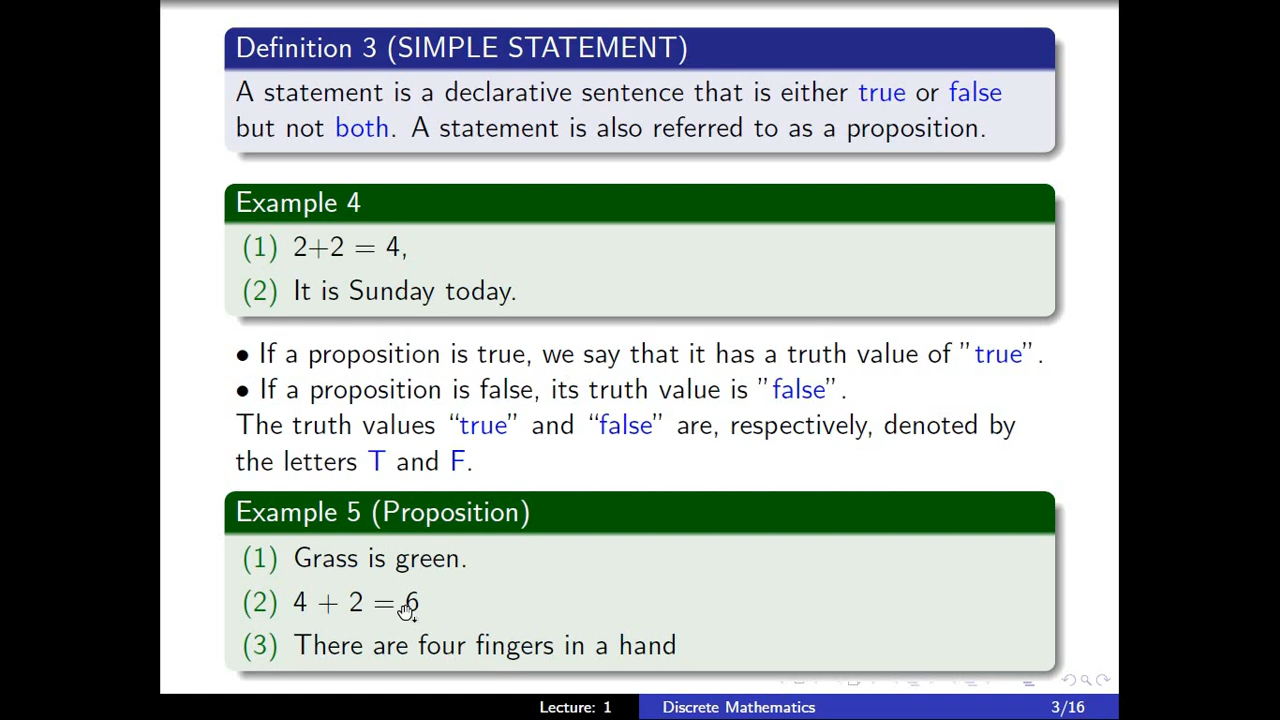 Definition 3 (SIMPLE STATEMENT)
A statement is a declarative sentence that is either true or false
but not both. A statement is also referred to as a proposition.
Example 4
(1) 2+2 = 4,
(2) It is Sunday today.
• If a proposition is true, we say that it has a truth value of ”true”.
• If a proposition is false, its truth value is ”false”.
The truth values “true” and “false” are, respectively, denoted by
the letters T and F.
Example 5 (Proposition)
(1) Grass is green.
(2) 4 + 2 = 6
(3) There are four fingers in a hand
Lecture: 1 Discrete Mathematics 3/16